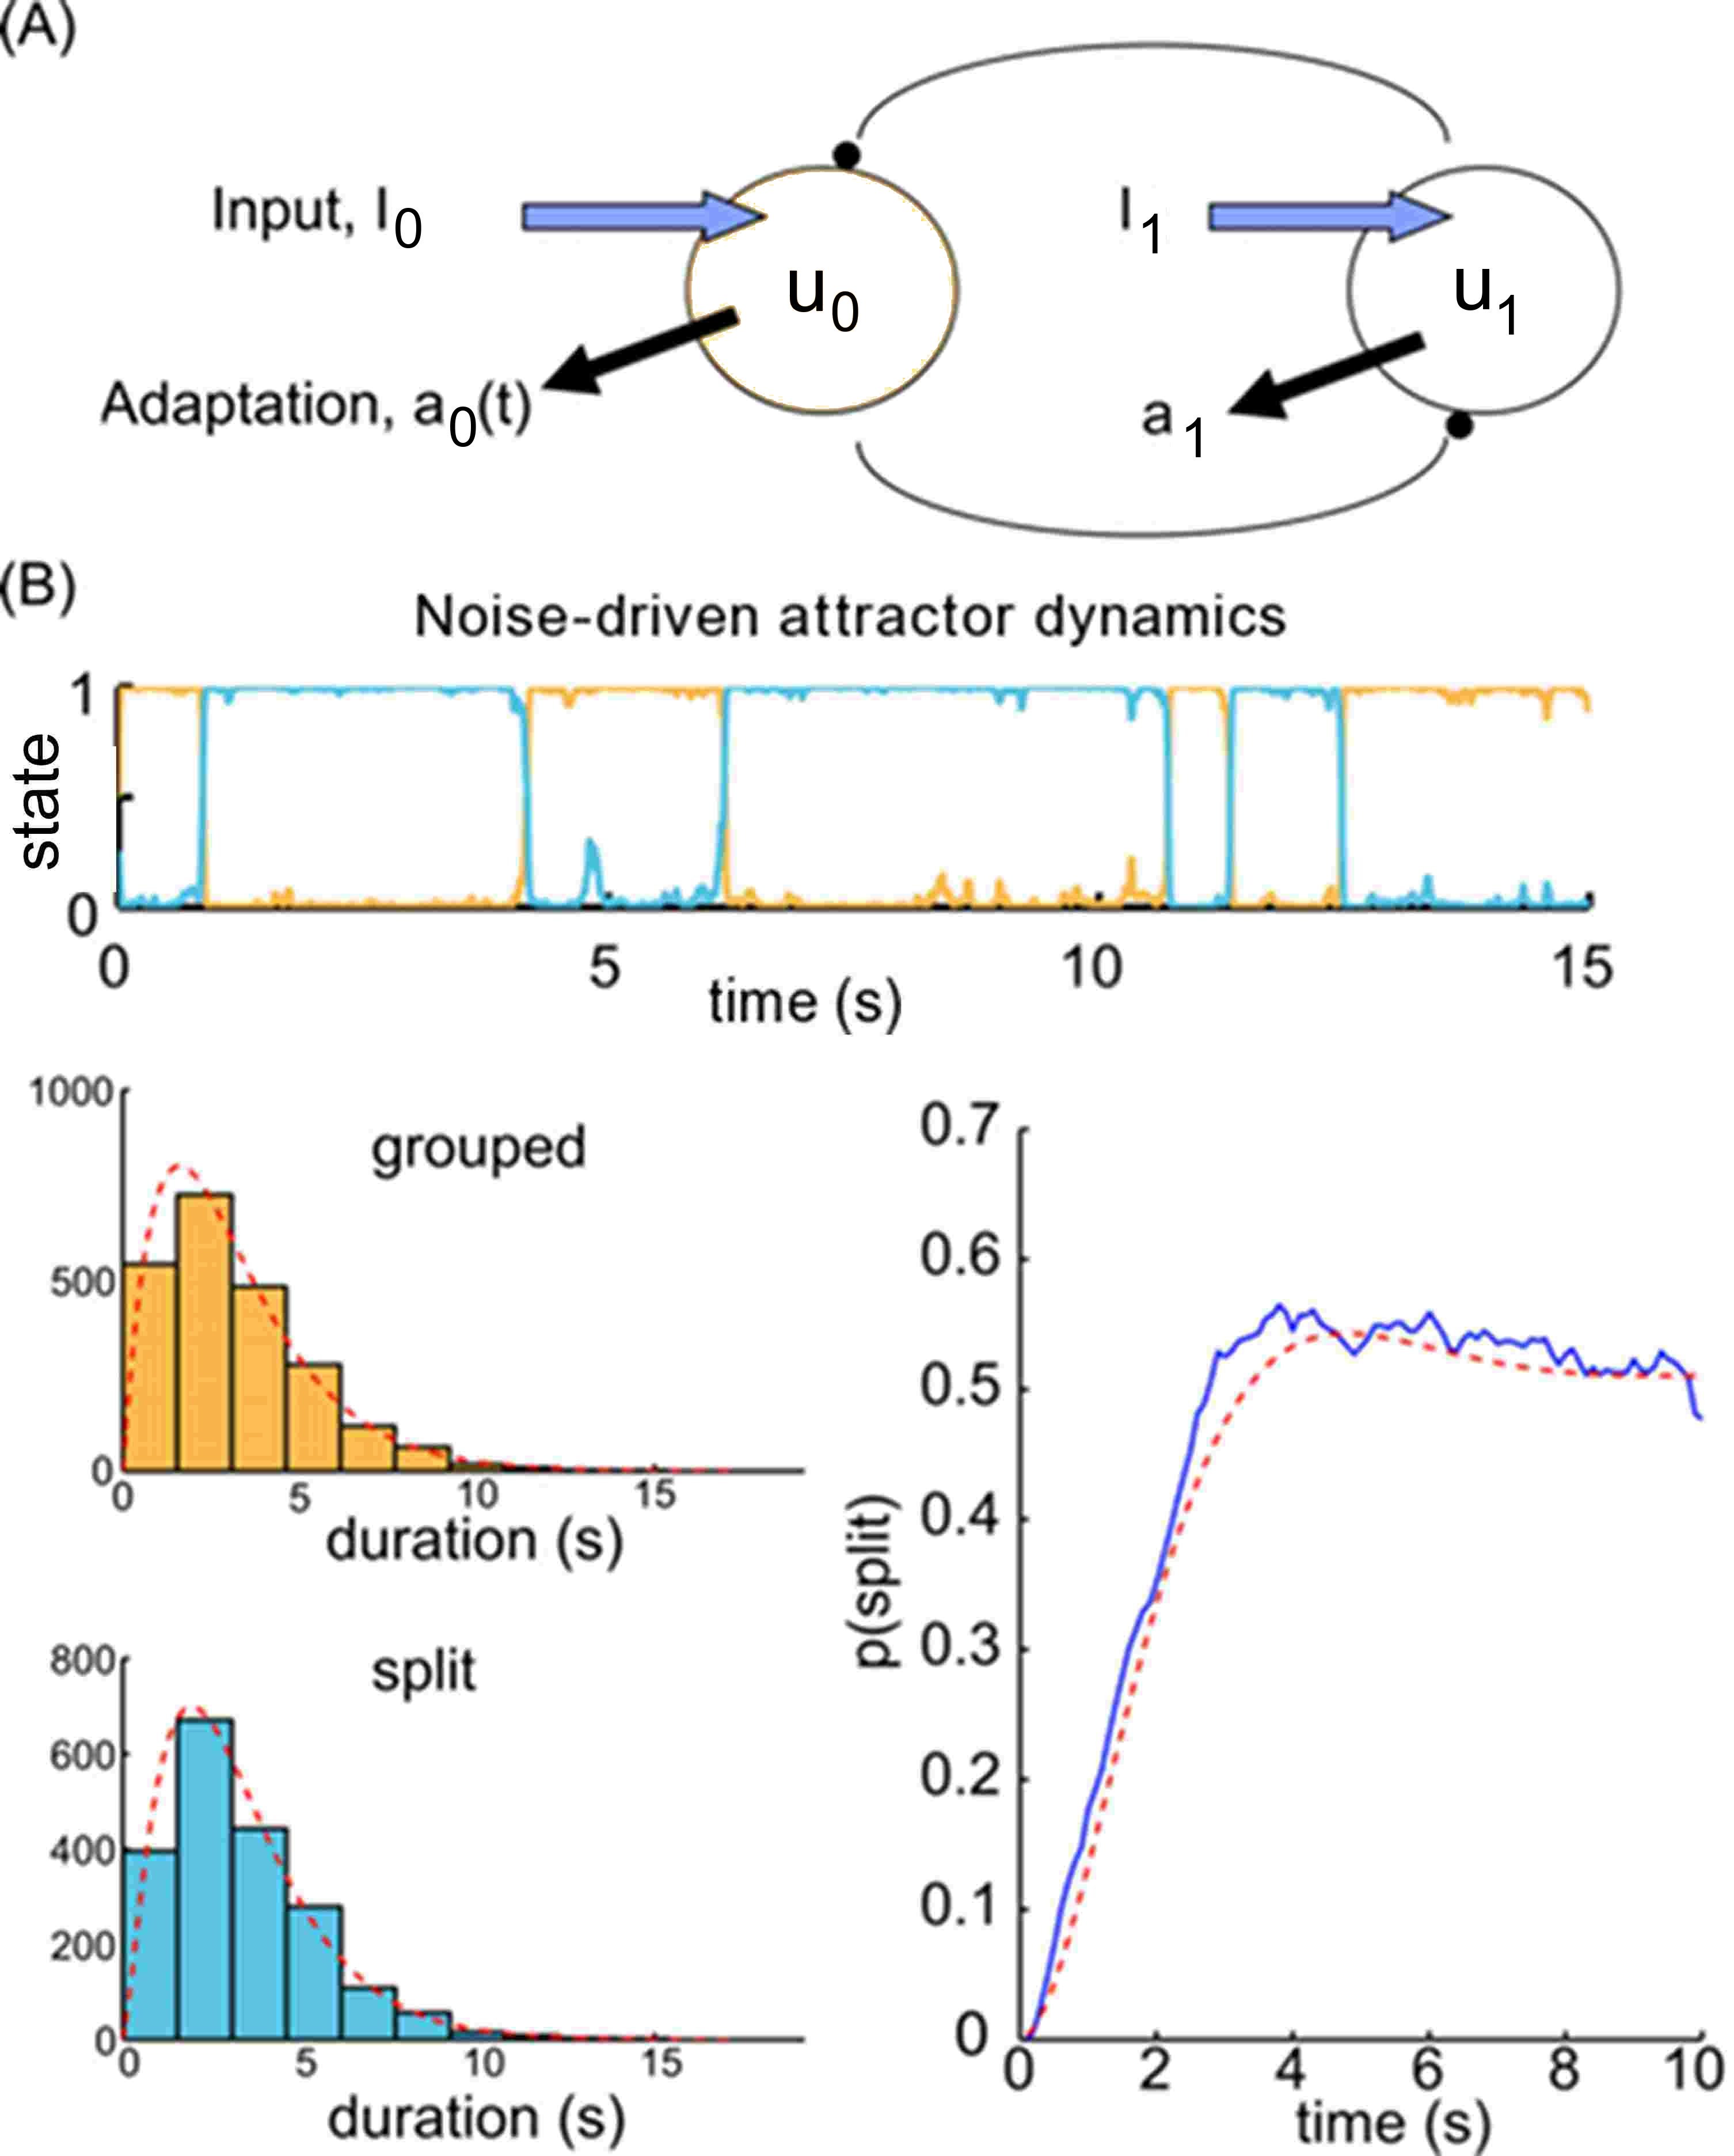 (A)
Input, I0
I1
u0
u1
Adaptation, a0(t)
a1
(B)
Noise-driven attractor dynamics
1
state
0
0 5 10 15
time (s)
1000
grouped
500
0
0 5 10 15
duration (s)
800
split
600
400
200
0
0 5 10 15
duration (s)
0.7
0.6
0.5
0.4
p(split)
0.3
0.2
0.1
0
0 2 4 6 8 10
time (s)